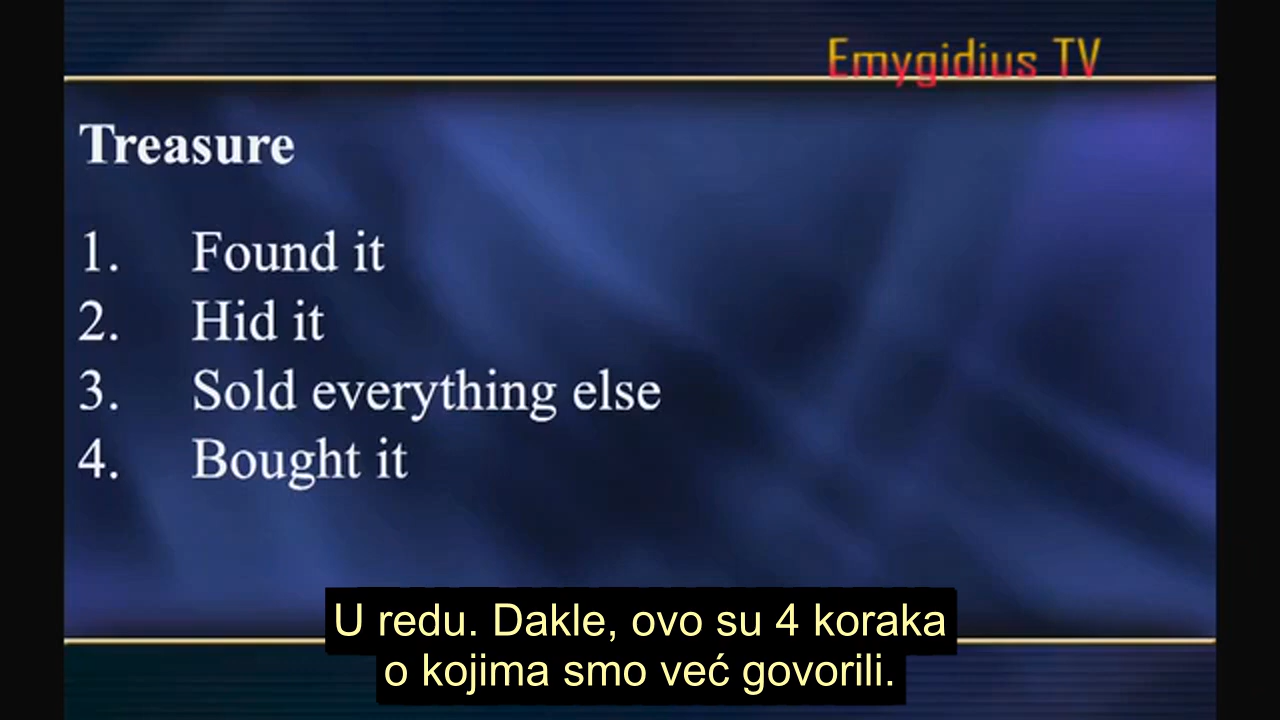 Emygidius TV
Treasure
1. Found it
2. Hid it
3. Sold everything else
4. Bought it
U redu. Dakle, ovo su 4 koraka
o kojima smo već govorili.